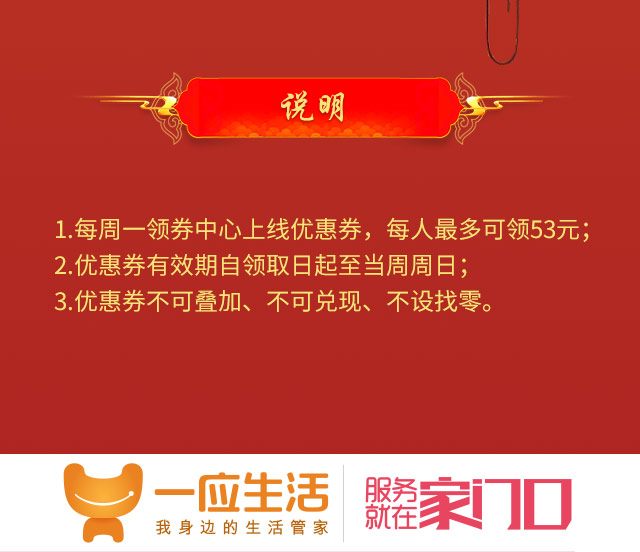 说明
1.每周一领券中心上线优惠券，每人最多可领53元；
2.优惠券有效期自领取日起至当周周日；
3.优惠券不可叠加、不可兑现、不设找零。
一应生活
我身边的生活管家
服务
就在
家门口